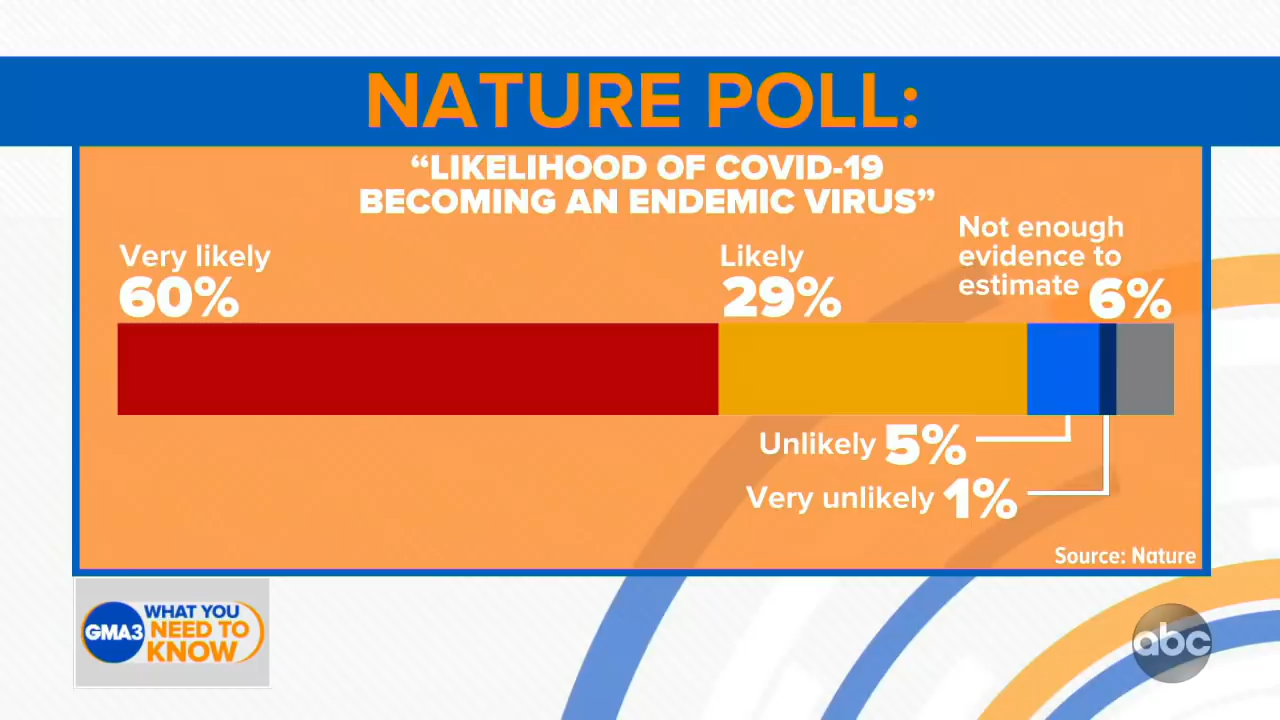 NATURE POLL:
“LIKELIHOOD OF COVID-19
BECOMING AN ENDEMIC VIRUS”
Very likely
60%
Likely
29%
Not enough
evidence to
estimate 6%
Unlikely 5%
Very unlikely 1%
Source: Nature
GMA3
WHAT YOU
NEED TO
KNOW
abc